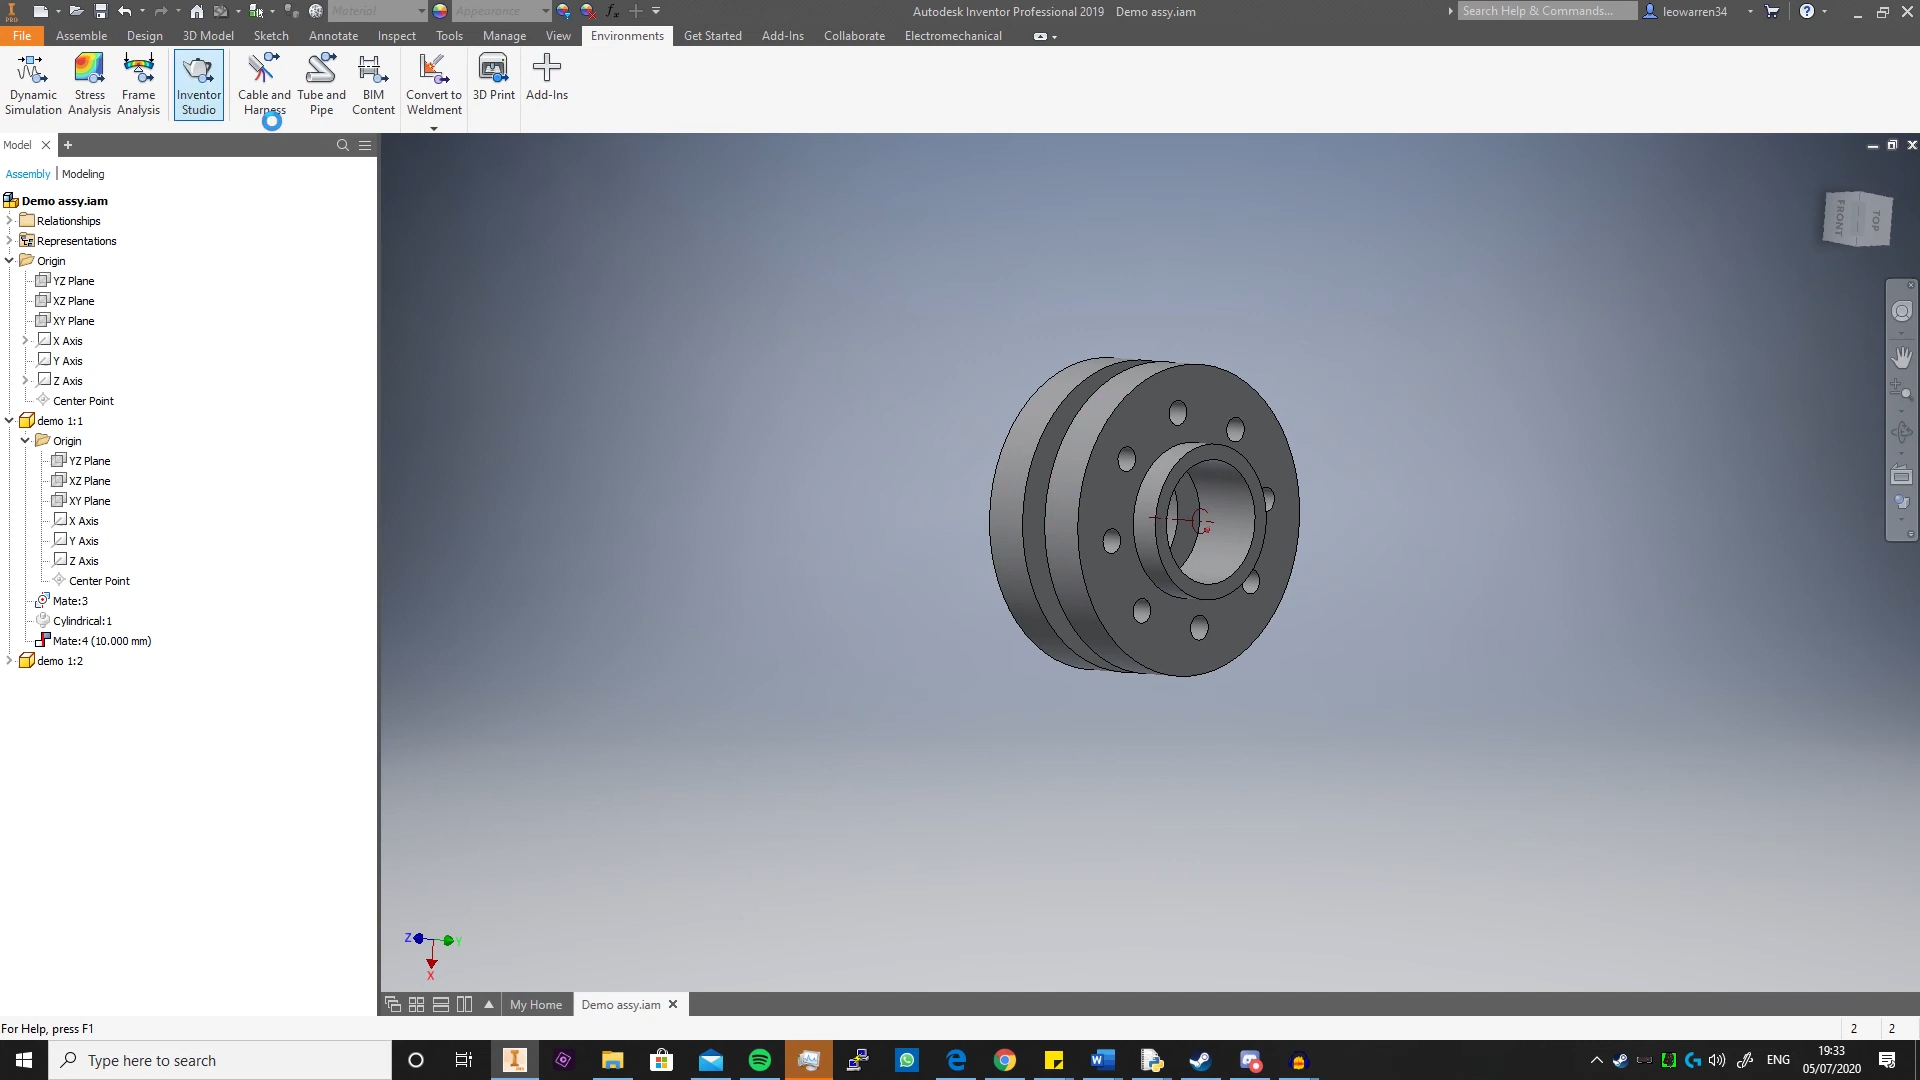 PRO
Material
Appearance
fx
Autodesk Inventor Professional 2019   Demo assy.iam
Search Help & Commands...
leowarren34
File
Assemble
Design
3D Model
Sketch
Annotate
Inspect
Tools
Manage
View
Environments
Get Started
Add-Ins
Collaborate
Electromechanical
Dynamic
Simulation
Stress
Analysis
Frame
Analysis
Inventor
Studio
Cable and
Harness
Tube and
Pipe
BIM
Content
Convert to
Weldment
3D Print
Add-Ins
Model
Assembly | Modeling
Demo assy.iam
Relationships
Representations
Origin
YZ Plane
XZ Plane
XY Plane
X Axis
Y Axis
Z Axis
Center Point
demo 1:1
Origin
YZ Plane
XZ Plane
XY Plane
X Axis
Y Axis
Z Axis
Center Point
Mate:3
Cylindrical:1
Mate:4 (10.000 mm)
demo 1:2
FRONT
TOP
Z
Y
X
My Home
Demo assy.iam
For Help, press F1
2
2
Type here to search
ENG
19:33
05/07/2020